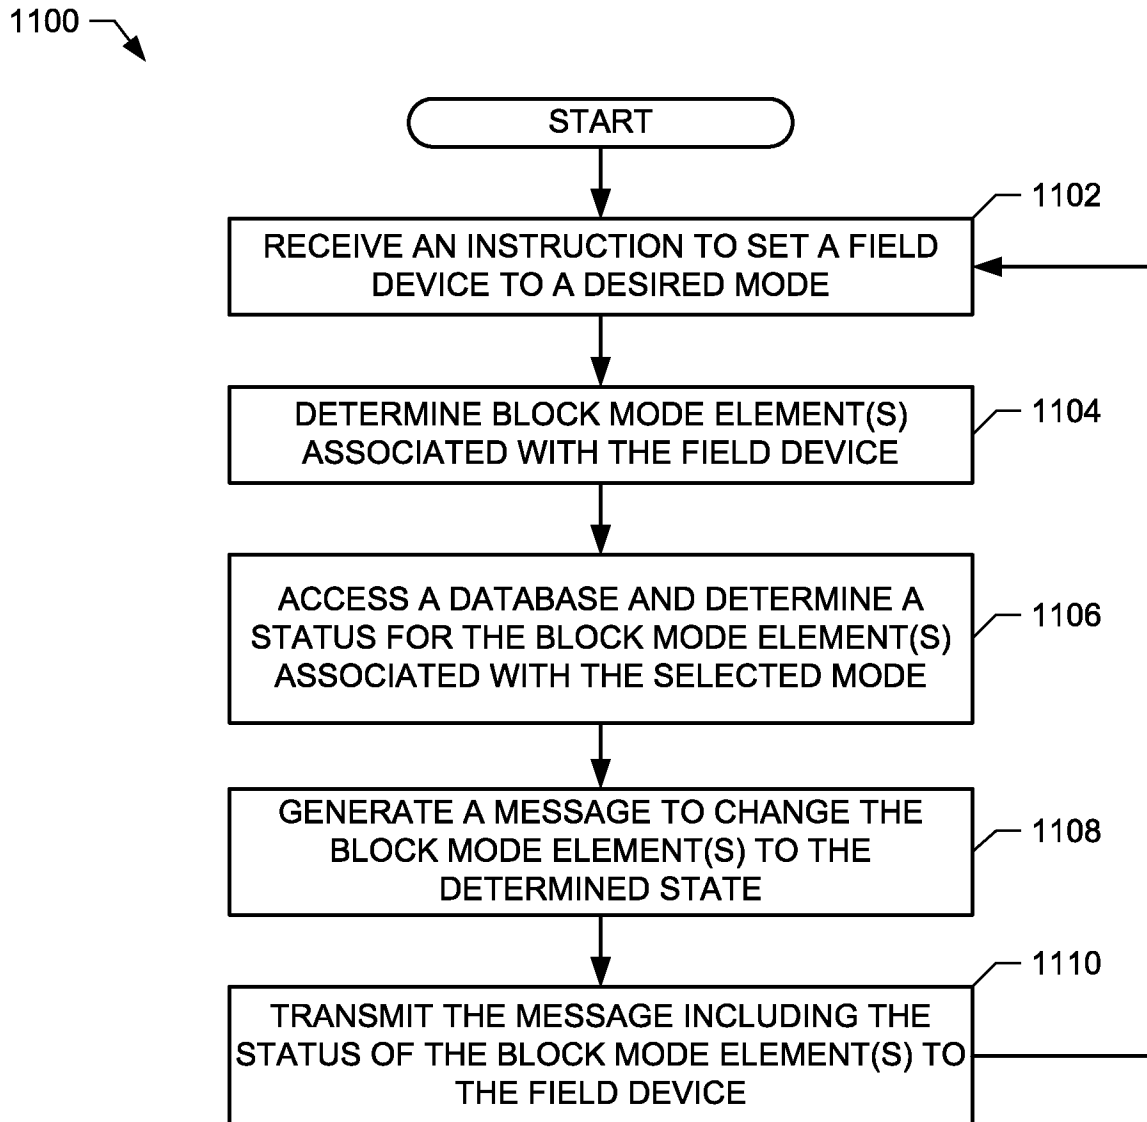 1100
START
1102
RECEIVE AN INSTRUCTION TO SET A FIELD
DEVICE TO A DESIRED MODE
DETERMINE BLOCK MODE ELEMENT(S)
ASSOCIATED WITH THE FIELD DEVICE
1104
ACCESS A DATABASE AND DETERMINE A
STATUS FOR THE BLOCK MODE ELEMENT(S)
ASSOCIATED WITH THE SELECTED MODE
1106
GENERATE A MESSAGE TO CHANGE THE
BLOCK MODE ELEMENT(S) TO THE
DETERMINED STATE
1108
1110
TRANSMIT THE MESSAGE INCLUDING THE
STATUS OF THE BLOCK MODE ELEMENT(S) TO
THE FIELD DEVICE